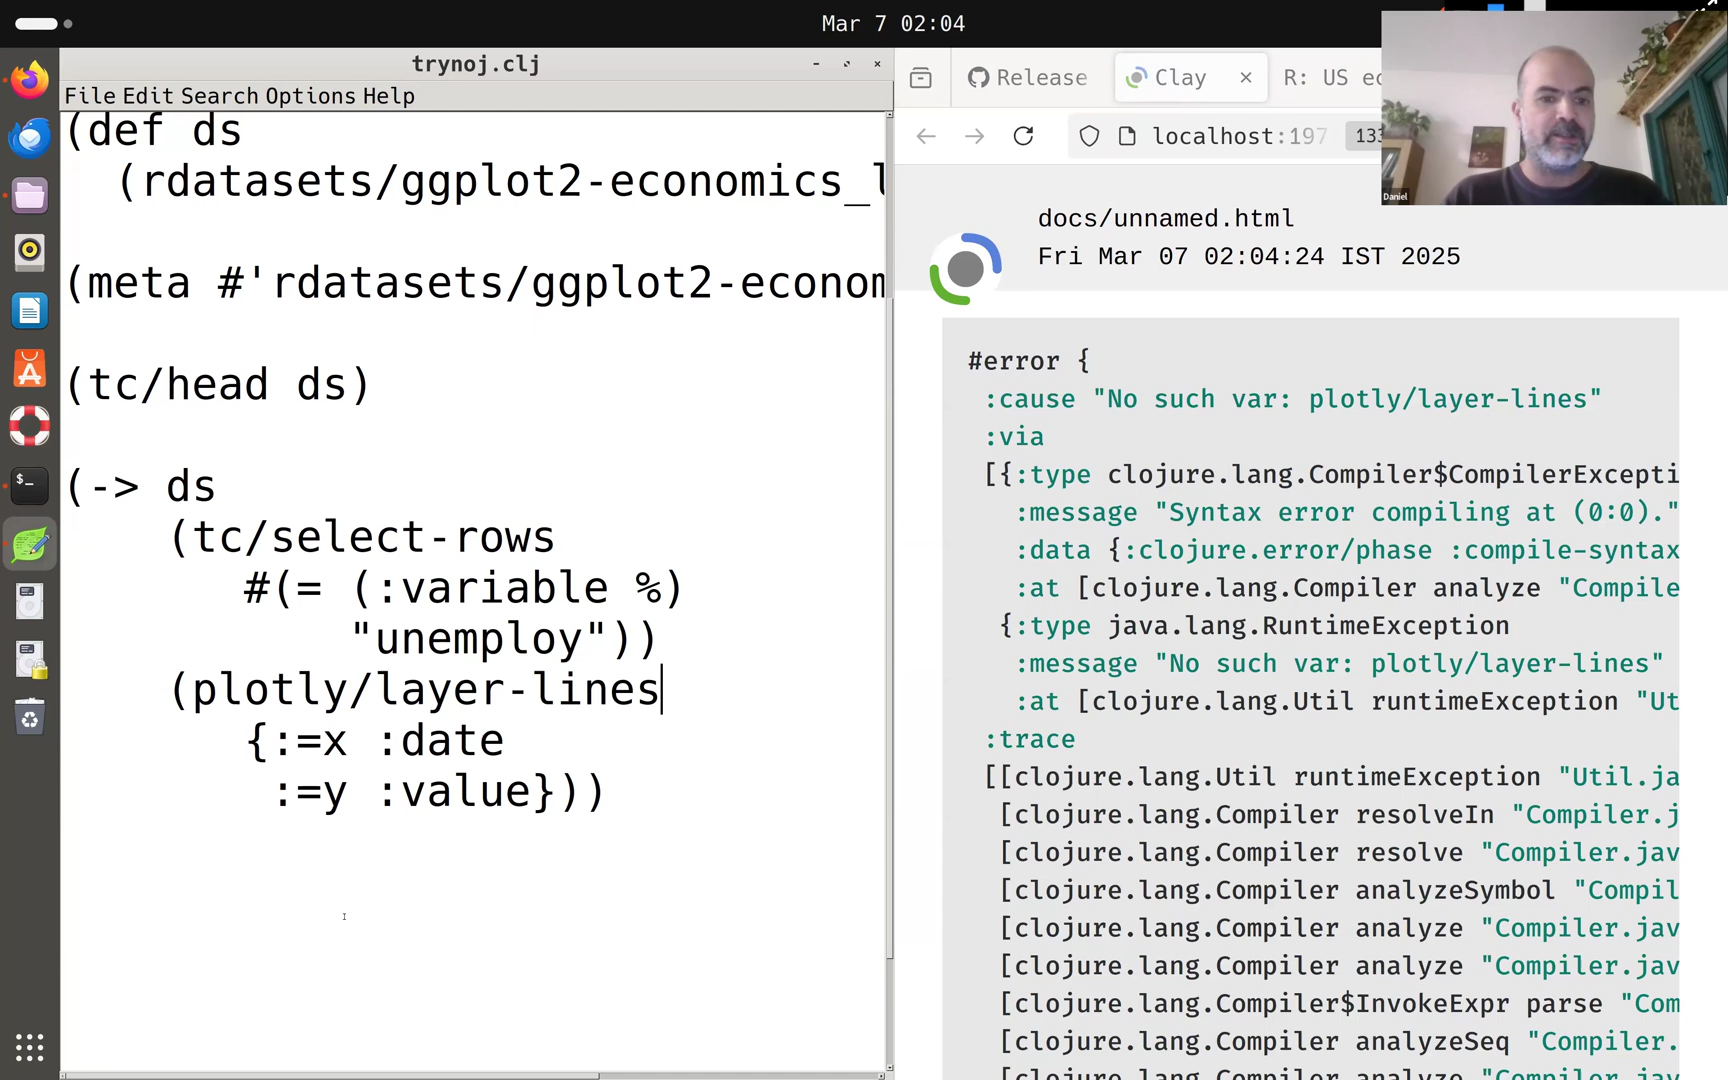 Mar 7 02:04
trynoj.clj
File Edit Search Options Help
(def ds
(rdatasets/ggplot2-economics_l
(meta #'rdatasets/ggplot2-econom
(tc/head ds)
(-> ds
(tc/select-rows
#(= (:variable %)
"unemploy"))
(plotly/layer-lines
{:=x :date
:=y :value}))
Release
Clay
R: US ec
localhost:197
133
Daniel
docs/unnamed.html
Fri Mar 07 02:04:24 IST 2025
#error {
:cause "No such var: plotly/layer-lines"
:via
[{:type clojure.lang.Compiler$CompilerExcepti
:message "Syntax error compiling at (0:0)."
:data {:clojure.error/phase :compile-syntax
:at [clojure.lang.Compiler analyze "Compile
{:type java.lang.RuntimeException
:message "No such var: plotly/layer-lines"
:at [clojure.lang.Util runtimeException "Ut
:trace
[[clojure.lang.Util runtimeException "Util.ja
[clojure.lang.Compiler resolveIn "Compiler.j
[clojure.lang.Compiler resolve "Compiler.jav
[clojure.lang.Compiler analyzeSymbol "Compil
[clojure.lang.Compiler analyze "Compiler.jav
[clojure.lang.Compiler analyze "Compiler.jav
[clojure.lang.Compiler$InvokeExpr parse "Com
[clojure.lang.Compiler analyzeSeq "Compiler.
[clojure.lang.Compiler analyze "Compiler.jav